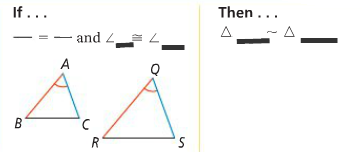 If . . .
Then . . .
— = — and ∠ ≅ ∠
△ ~ △
A
Q
B
C
R
S